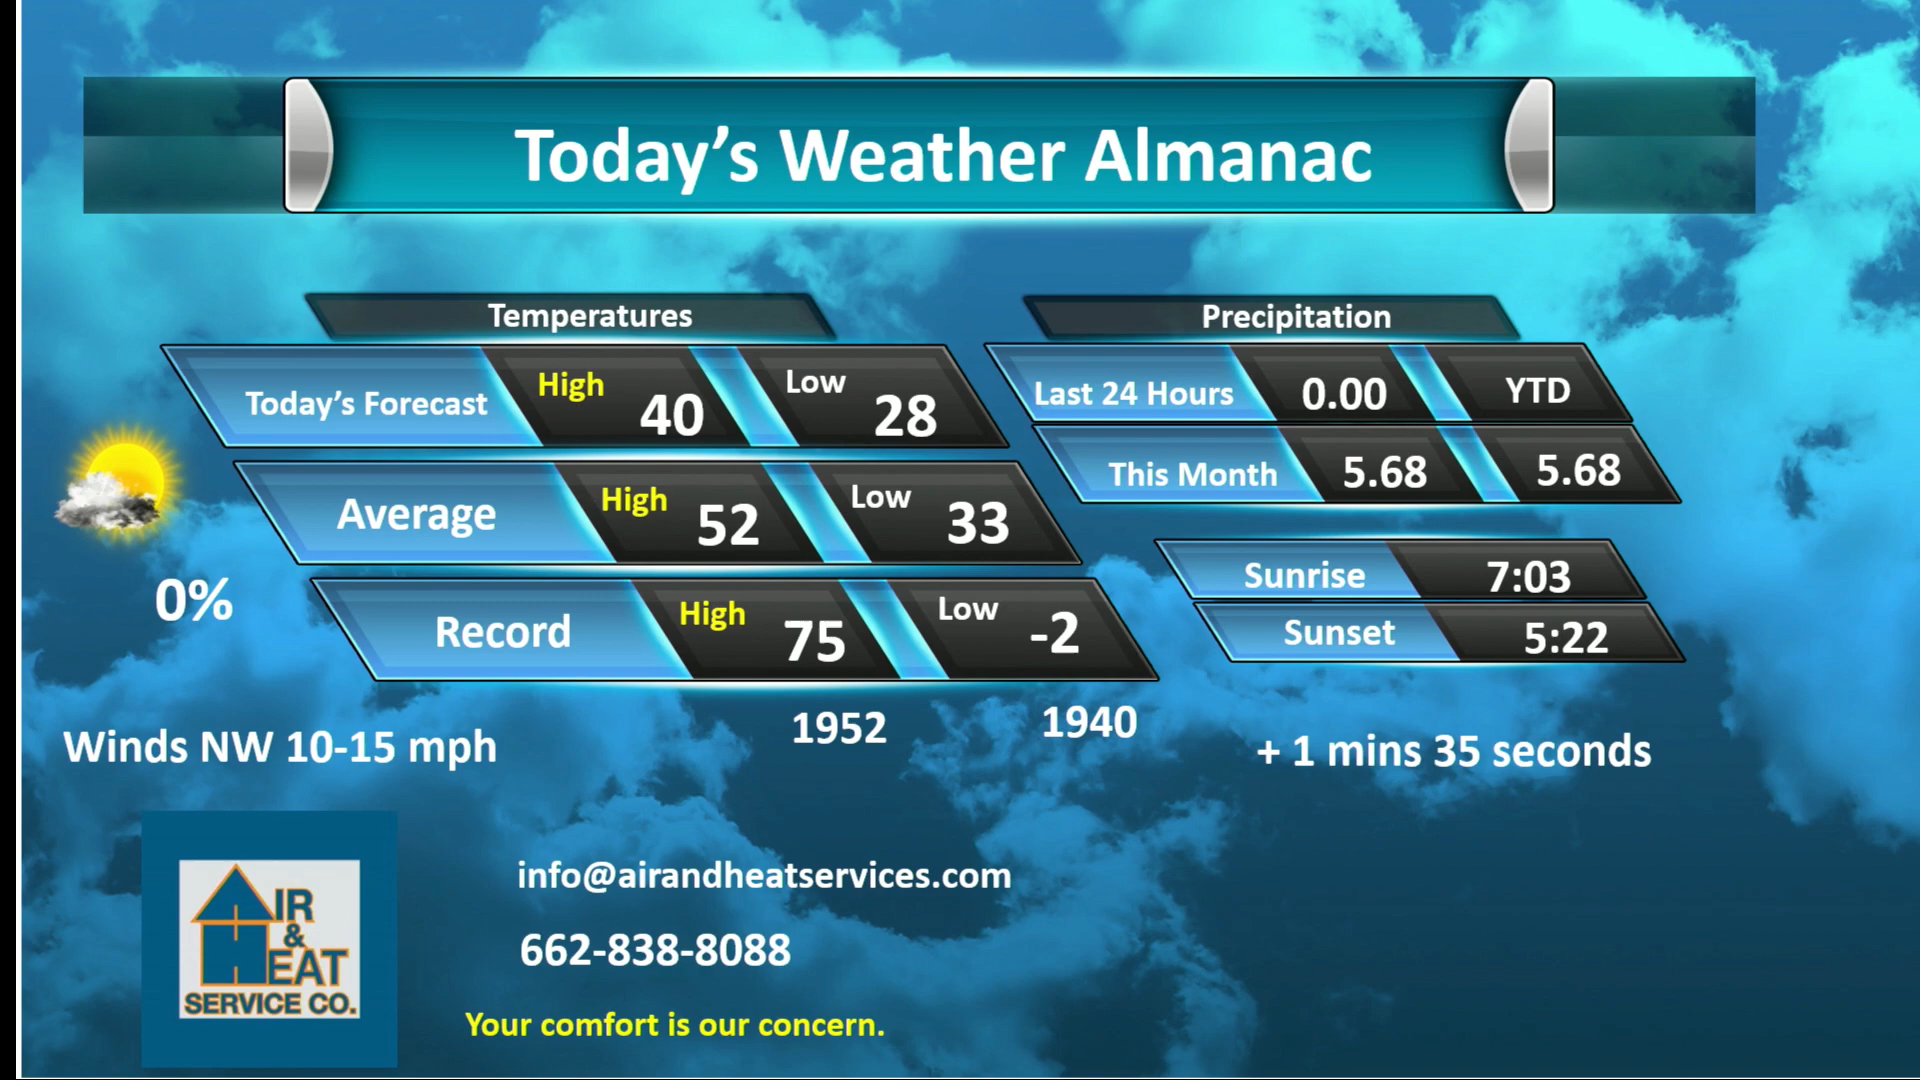 Today's Weather Almanac
Temperatures
Today's Forecast High 40 Low 28
Average High 52 Low 33
Record High 75 Low -2
1952 1940
0%
Winds NW 10-15 mph
Precipitation
Last 24 Hours 0.00 YTD
This Month 5.68 5.68
Sunrise 7:03
Sunset 5:22
+ 1 mins 35 seconds
AIR
&
HEAT
SERVICE CO.
info@airandheatservices.com
662-838-8088
Your comfort is our concern.